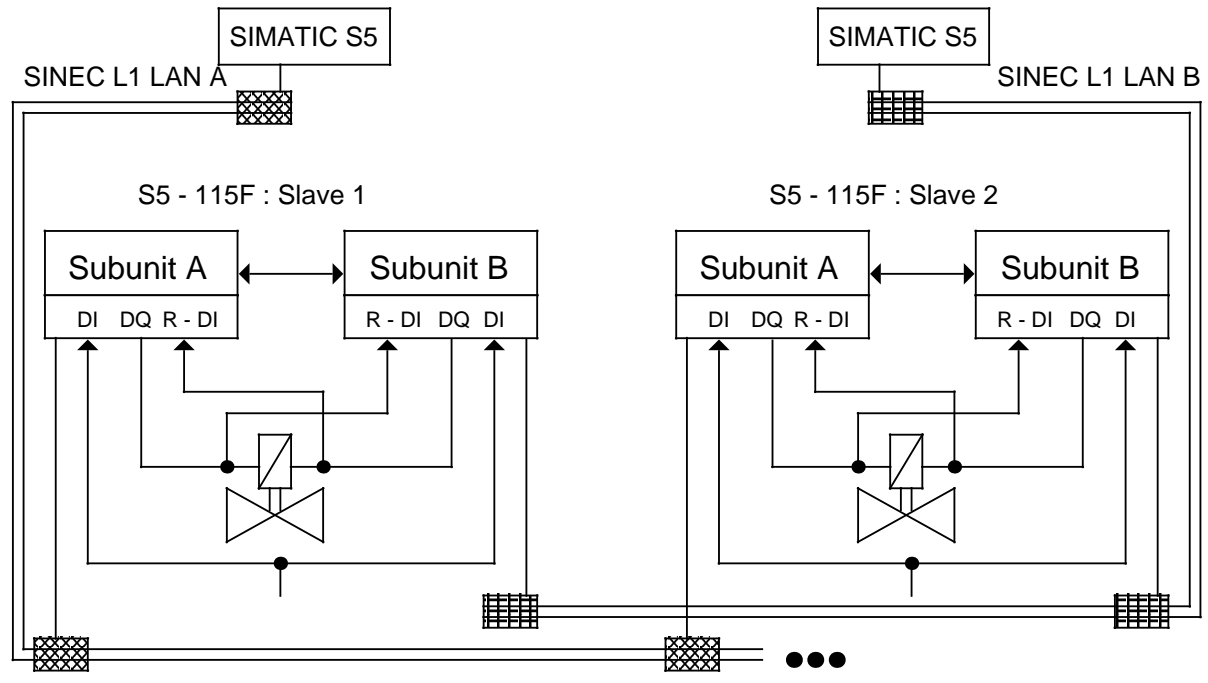 SIMATIC S5 SIMATIC S5
SINEC L1 LAN A SINEC L1 LAN B
S5 - 115F : Slave 1 S5 - 115F : Slave 2
Subunit A Subunit B Subunit A Subunit B
DI DQ R - DI R - DI DQ DI DI DQ R - DI R - DI DQ DI